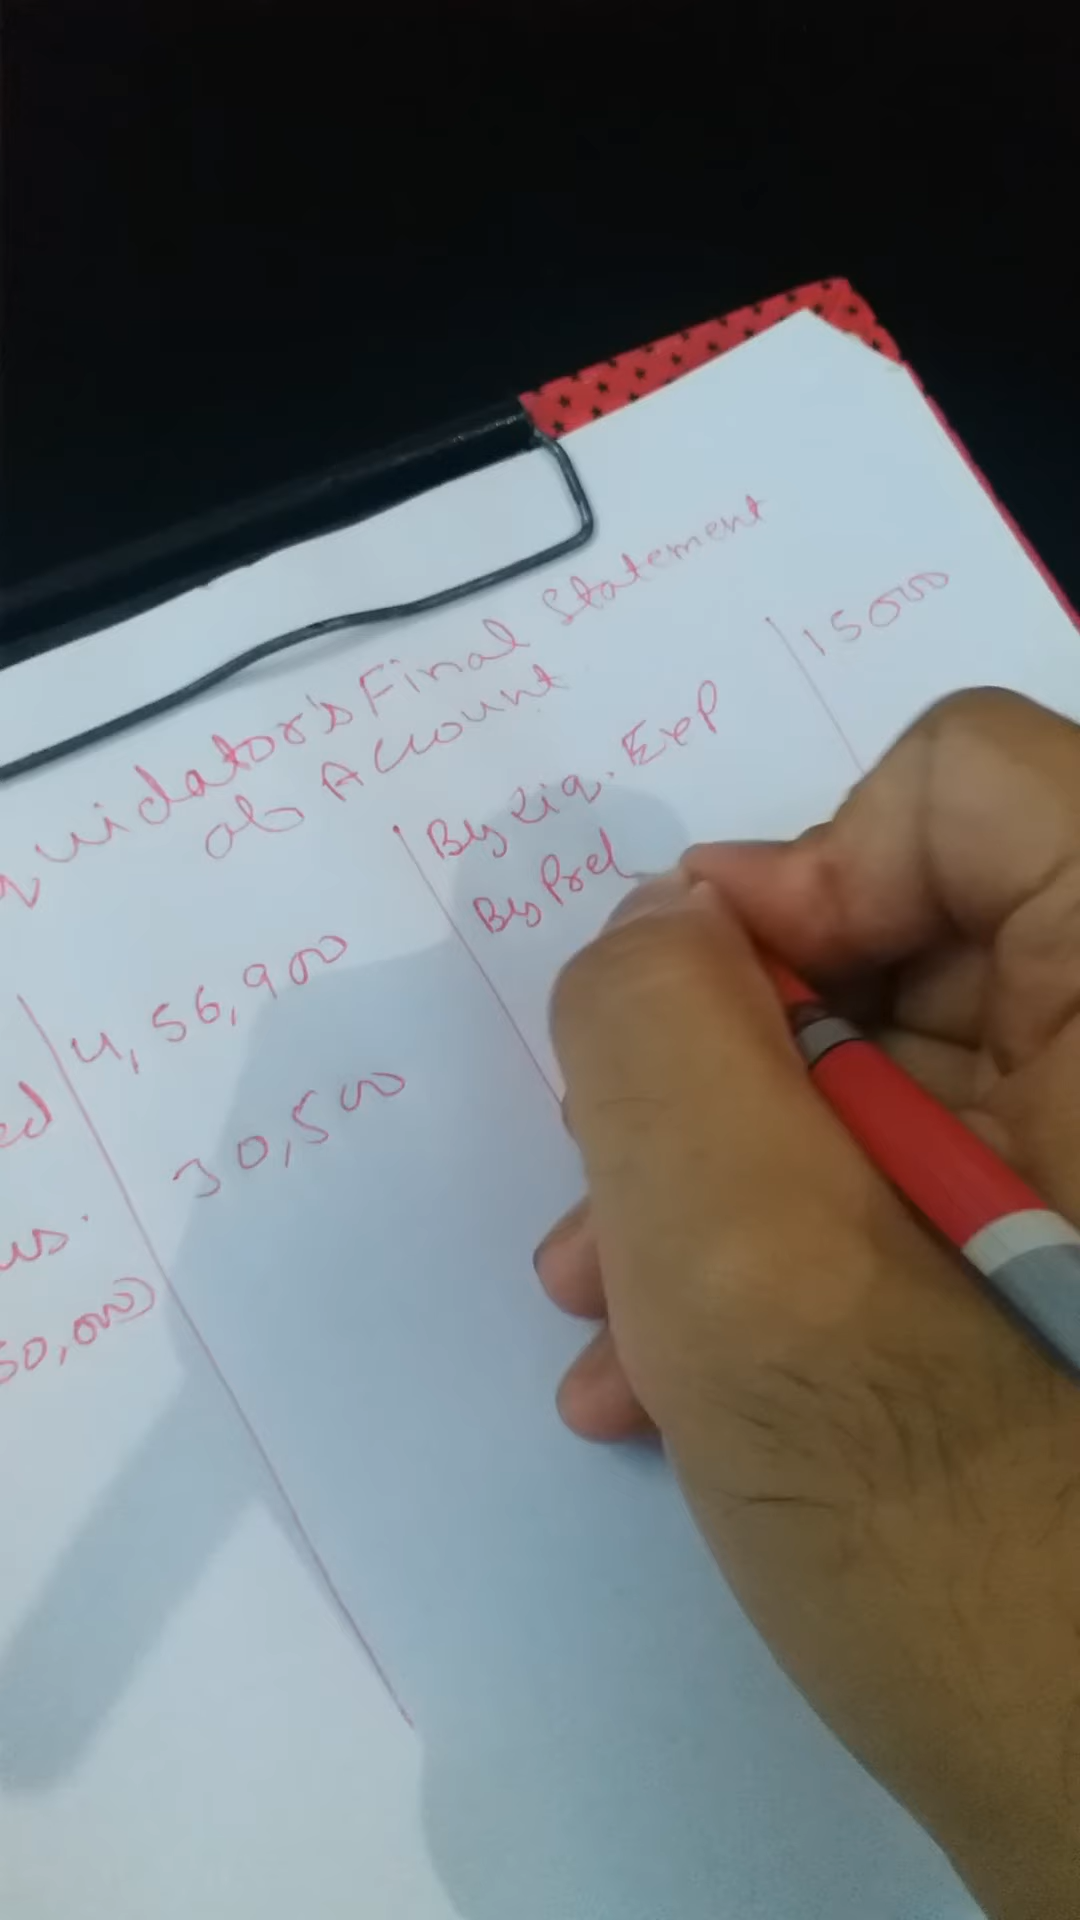 uidator's Final Statement
of Account
4,56,900
By Liq. Exp
15000
By Prel
ed
30,500
us.
50,000)